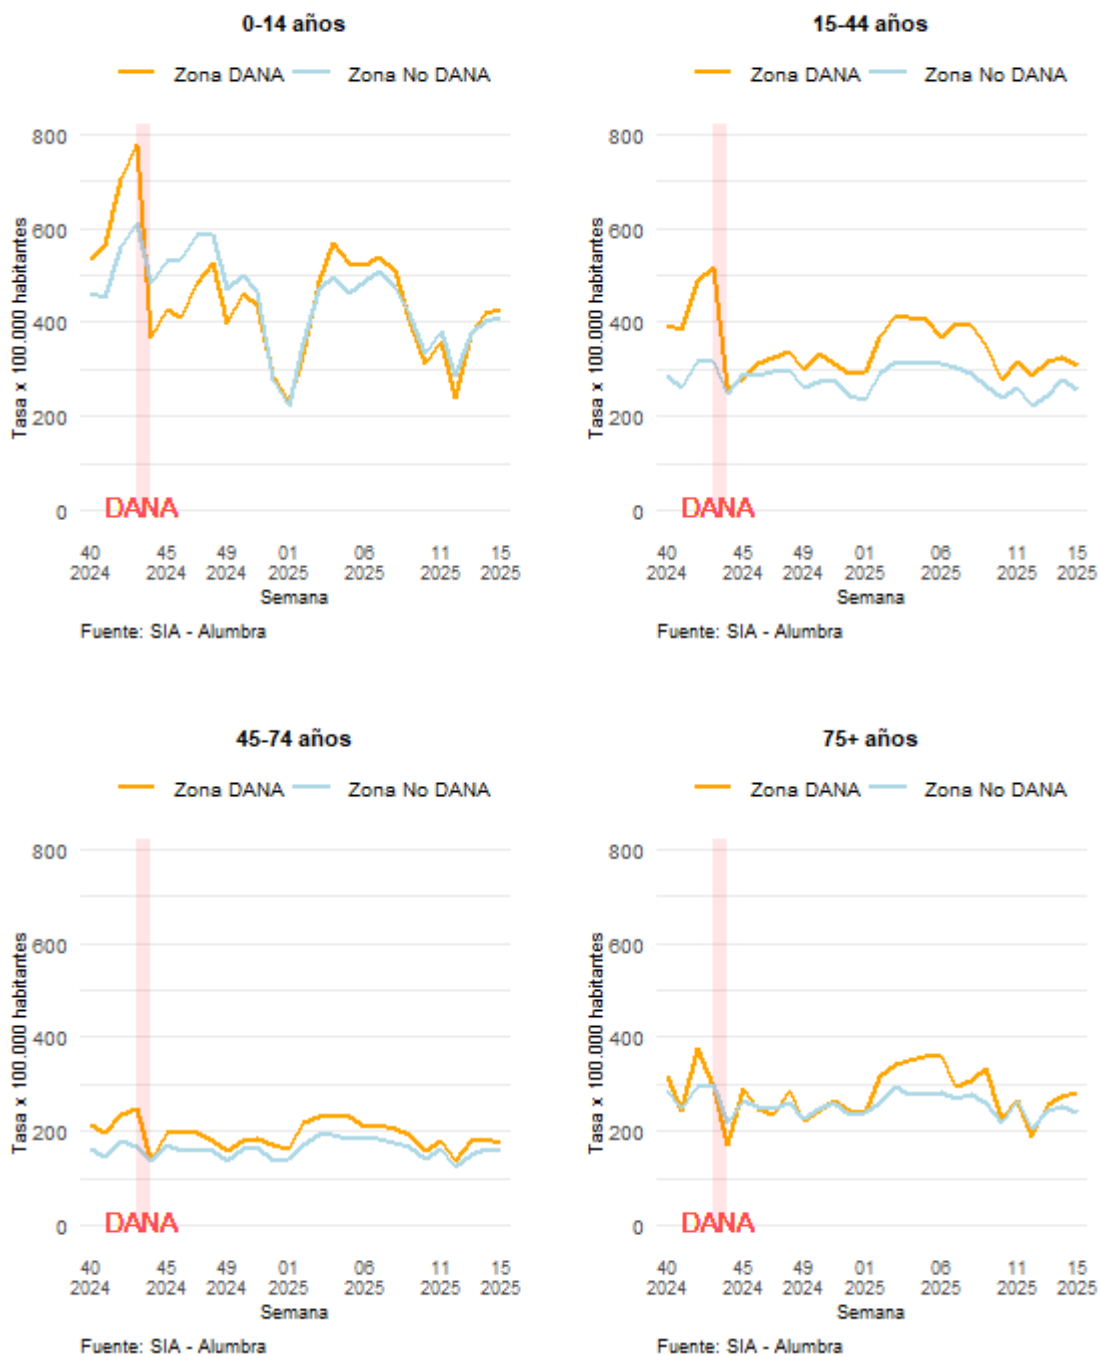 0-14 años
Zona DANA Zona No DANA
Tasa x 100.000 habitantes
800
600
400
200
0
DANA
40 45 49 01 06 11 15
2024 2024 2024 2025 2025 2025 2025
Semana
Fuente: SIA - Alumbra
15-44 años
Zona DANA Zona No DANA
Tasa x 100.000 habitantes
800
600
400
200
0
DANA
40 45 49 01 06 11 15
2024 2024 2024 2025 2025 2025 2025
Semana
Fuente: SIA - Alumbra
45-74 años
Zona DANA Zona No DANA
Tasa x 100.000 habitantes
800
600
400
200
0
DANA
40 45 49 01 06 11 15
2024 2024 2024 2025 2025 2025 2025
Semana
Fuente: SIA - Alumbra
75+ años
Zona DANA Zona No DANA
Tasa x 100.000 habitantes
800
600
400
200
0
DANA
40 45 49 01 06 11 15
2024 2024 2024 2025 2025 2025 2025
Semana
Fuente: SIA - Alumbra